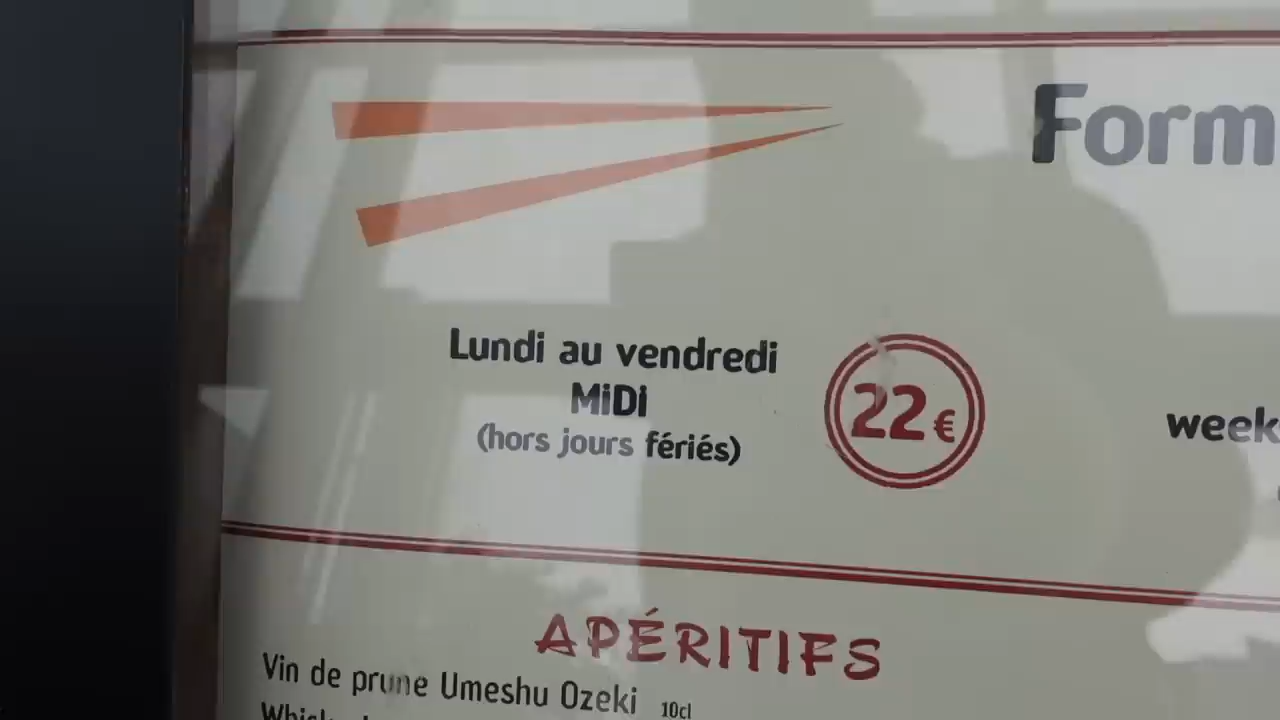 Form
Lundi au vendredi
MiDi
(hors jours fériés)
22€
week
APÉRITIFS
Vin de prune Umeshu Ozeki 10cl